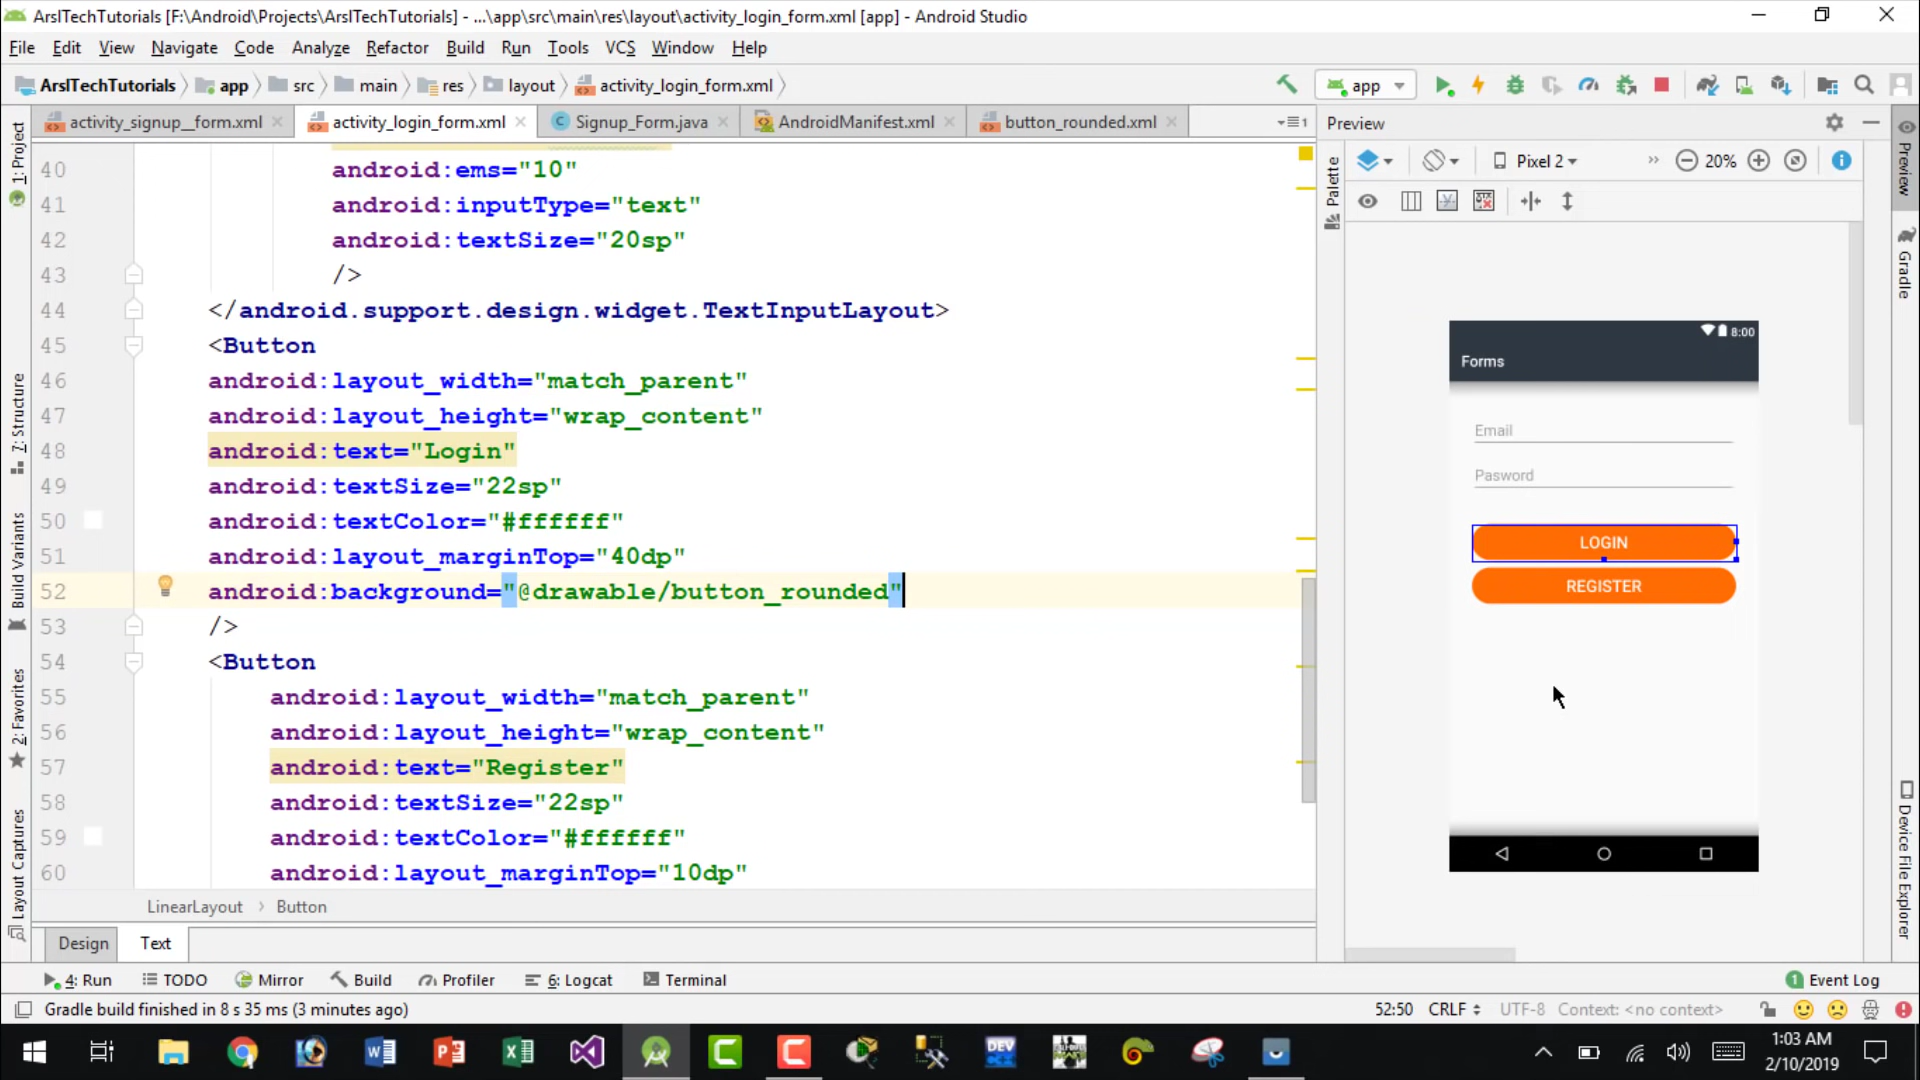 ArslTechTutorials [F:\Android\Projects\ArslTechTutorials] - ...\app\src\main\res\layout\activity_login_form.xml [app] - Android Studio
File Edit View Navigate Code Analyze Refactor Build Run Tools VCS Window Help
ArslTechTutorials app src main res layout activity_login_form.xml app
activity_signup__form.xml activity_login_form.xml Signup_Form.java AndroidManifest.xml button_rounded.xml
Preview
Pixel 2 20%
1: Project
7: Structure
Build Variants
2: Favorites
Layout Captures
40 android:ems="10"
41 android:inputType="text"
42 android:textSize="20sp"
43 />
44 </android.support.design.widget.TextInputLayout>
45 <Button
46 android:layout_width="match_parent"
47 android:layout_height="wrap_content"
48 android:text="Login"
49 android:textSize="22sp"
50 android:textColor="#ffffff"
51 android:layout_marginTop="40dp"
52 android:background="@drawable/button_rounded"
53 />
54 <Button
55 android:layout_width="match_parent"
56 android:layout_height="wrap_content"
57 android:text="Register"
58 android:textSize="22sp"
59 android:textColor="#ffffff"
60 android:layout_marginTop="10dp"
LinearLayout > Button
Design Text
Palette
8:00
Forms
Email
Pasword
LOGIN
REGISTER
Preview
Gradle
Device File Explorer
4: Run TODO Mirror Build Profiler 6: Logcat Terminal 1 Event Log
Gradle build finished in 8 s 35 ms (3 minutes ago) 52:50 CRLF UTF-8 Context: <no context>
DEV
1:03 AM
2/10/2019